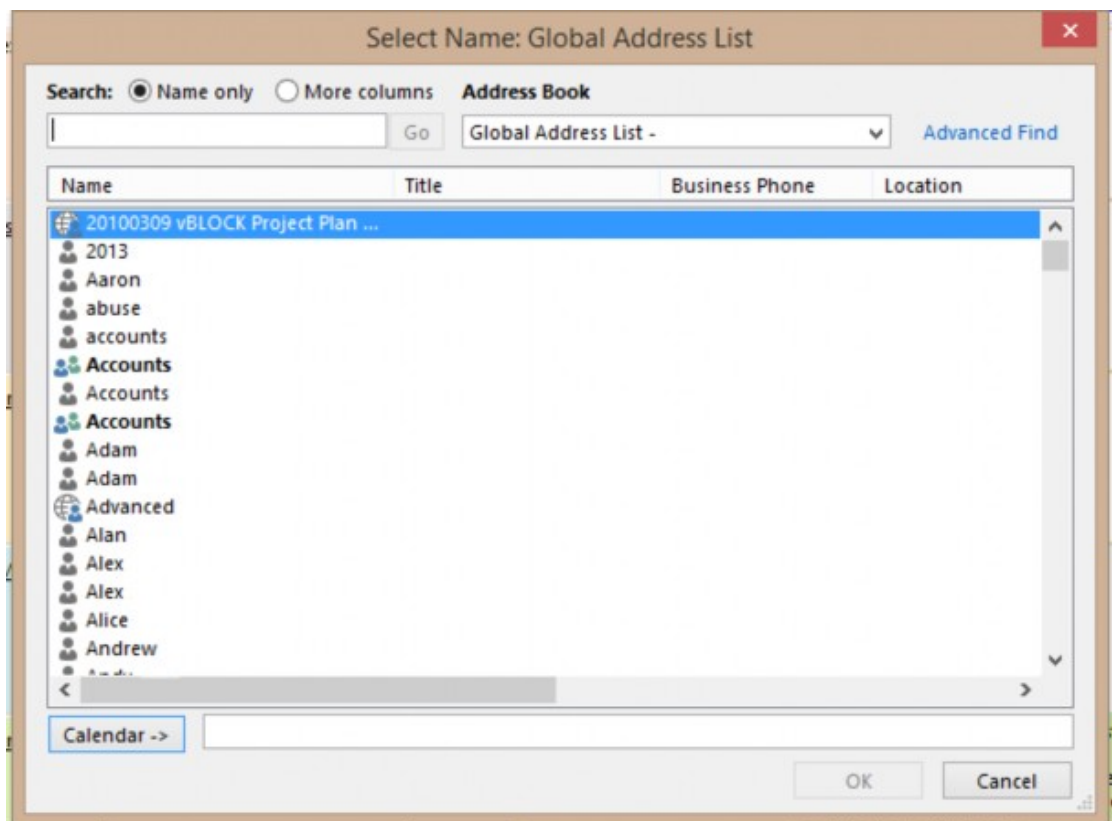 Select Name: Global Address List
Search: Name only More columns Address Book
Go Global Address List - Advanced Find
Name Title Business Phone Location
20100309 vBLOCK Project Plan ...
2013
Aaron
abuse
accounts
Accounts
Accounts
Accounts
Adam
Adam
Advanced
Alan
Alex
Alex
Alice
Andrew
Calendar ->
OK Cancel